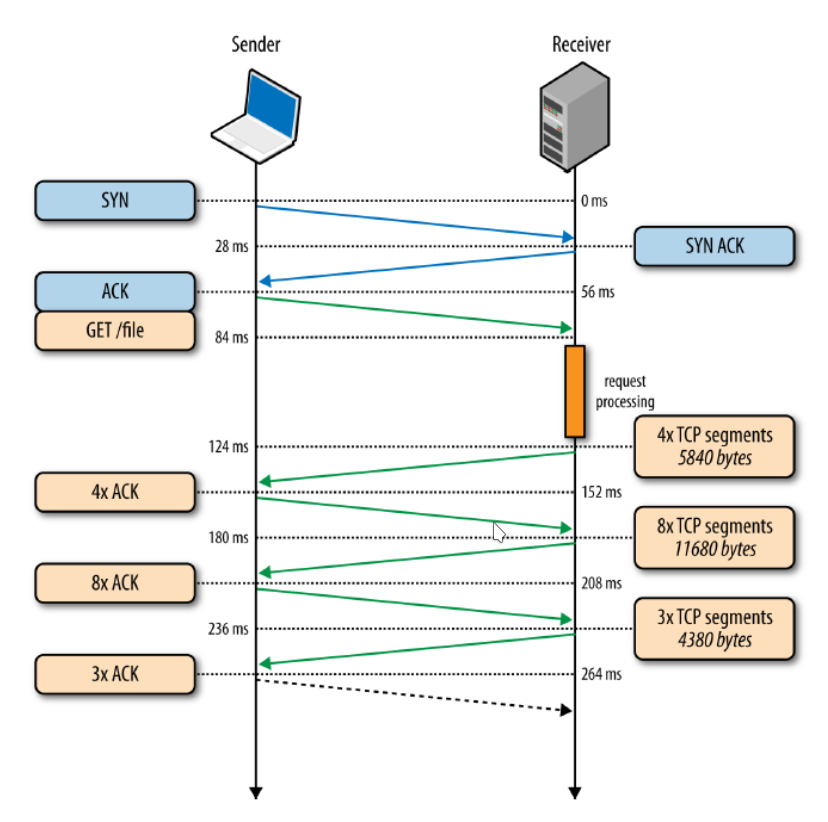 Sender
Receiver
SYN
0 ms
28 ms
SYN ACK
ACK
56 ms
GET /file
84 ms
request
processing
124 ms
4x TCP segments
5840 bytes
4x ACK
152 ms
180 ms
8x TCP segments
11680 bytes
8x ACK
208 ms
236 ms
3x TCP segments
4380 bytes
3x ACK
264 ms